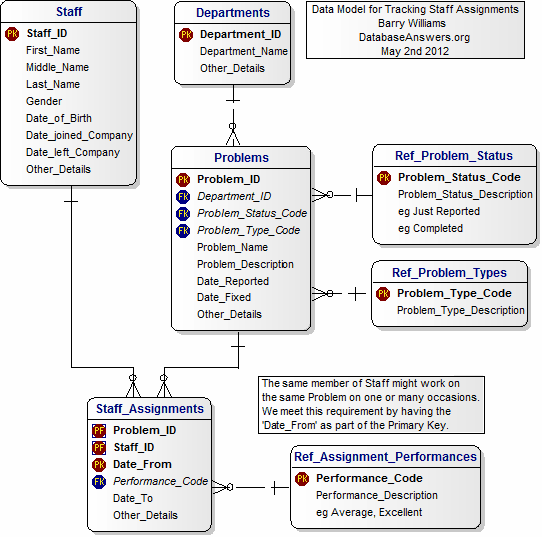 Staff
PK Staff_ID
First_Name
Middle_Name
Last_Name
Gender
Date_of_Birth
Date_joined_Company
Date_left_Company
Other_Details
Departments
PK Department_ID
Department_Name
Other_Details
Data Model for Tracking Staff Assignments
Barry Williams
DatabaseAnswers.org
May 2nd 2012
Problems
PK Problem_ID
FK Department_ID
FK Problem_Status_Code
FK Problem_Type_Code
Problem_Name
Problem_Description
Date_Reported
Date_Fixed
Other_Details
Ref_Problem_Status
PK Problem_Status_Code
Problem_Status_Description
eg Just Reported
eg Completed
Ref_Problem_Types
PK Problem_Type_Code
Problem_Type_Description
The same member of Staff might work on
the same Problem on one or many occasions.
We meet this requirement by having the
'Date_From' as part of the Primary Key.
Staff_Assignments
PF Problem_ID
PF Staff_ID
PK Date_From
FK Performance_Code
Date_To
Other_Details
Ref_Assignment_Performances
PK Performance_Code
Performance_Description
eg Average, Excellent